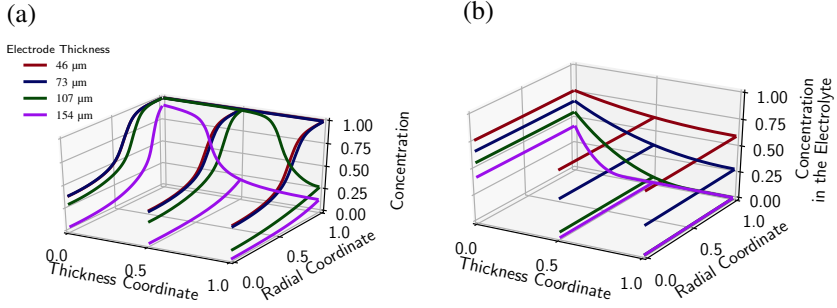 (a)
Electrode Thickness
46 μm
73 μm
107 μm
154 μm
1.00
0.75
0.50
0.25
0.00
Concentration
0.0
0.5
1.0
Thickness Coordinate
0.0
0.5
1.0
Radial Coordinate
(b)
1.00
0.75
0.50
0.25
0.00
Concentration
in the Electrolyte
0.0
0.5
1.0
Thickness Coordinate
0.0
0.5
1.0
Radial Coordinate